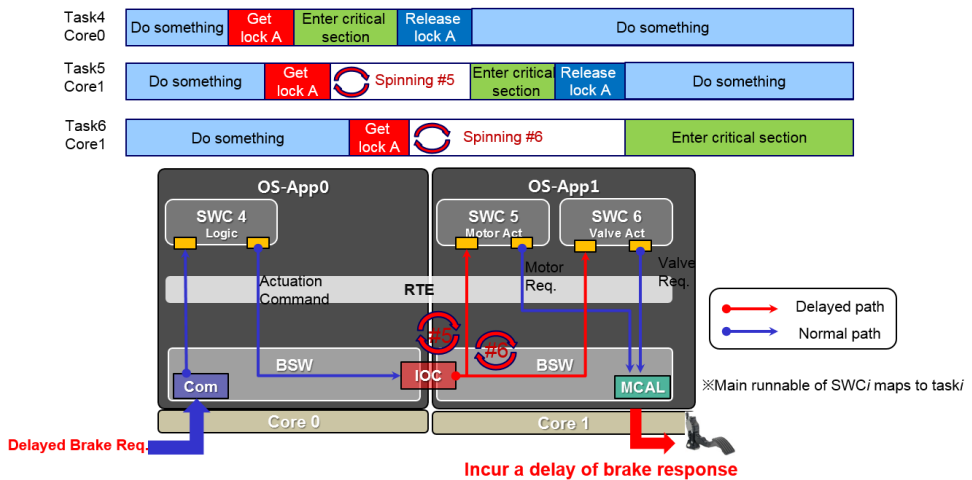 Task4
Core0
Do something
Get
lock A
Enter critical
section
Release
lock A
Do something
Task5
Core1
Do something
Get
lock A
Spinning #5
Enter critical
section
Release
lock A
Do something
Task6
Core1
Do something
Get
lock A
Spinning #6
Enter critical section
OS-App0
OS-App1
SWC 4
Logic
SWC 5
Motor Act
SWC 6
Valve Act
Actuation
Command
RTE
Motor
Req.
Valve
Req.
Delayed path
Normal path
#5
#6
BSW
IOC
BSW
Com
MCAL
※Main runnable of SWCi maps to taski
Core 0
Core 1
Delayed Brake Req.
Incur a delay of brake response